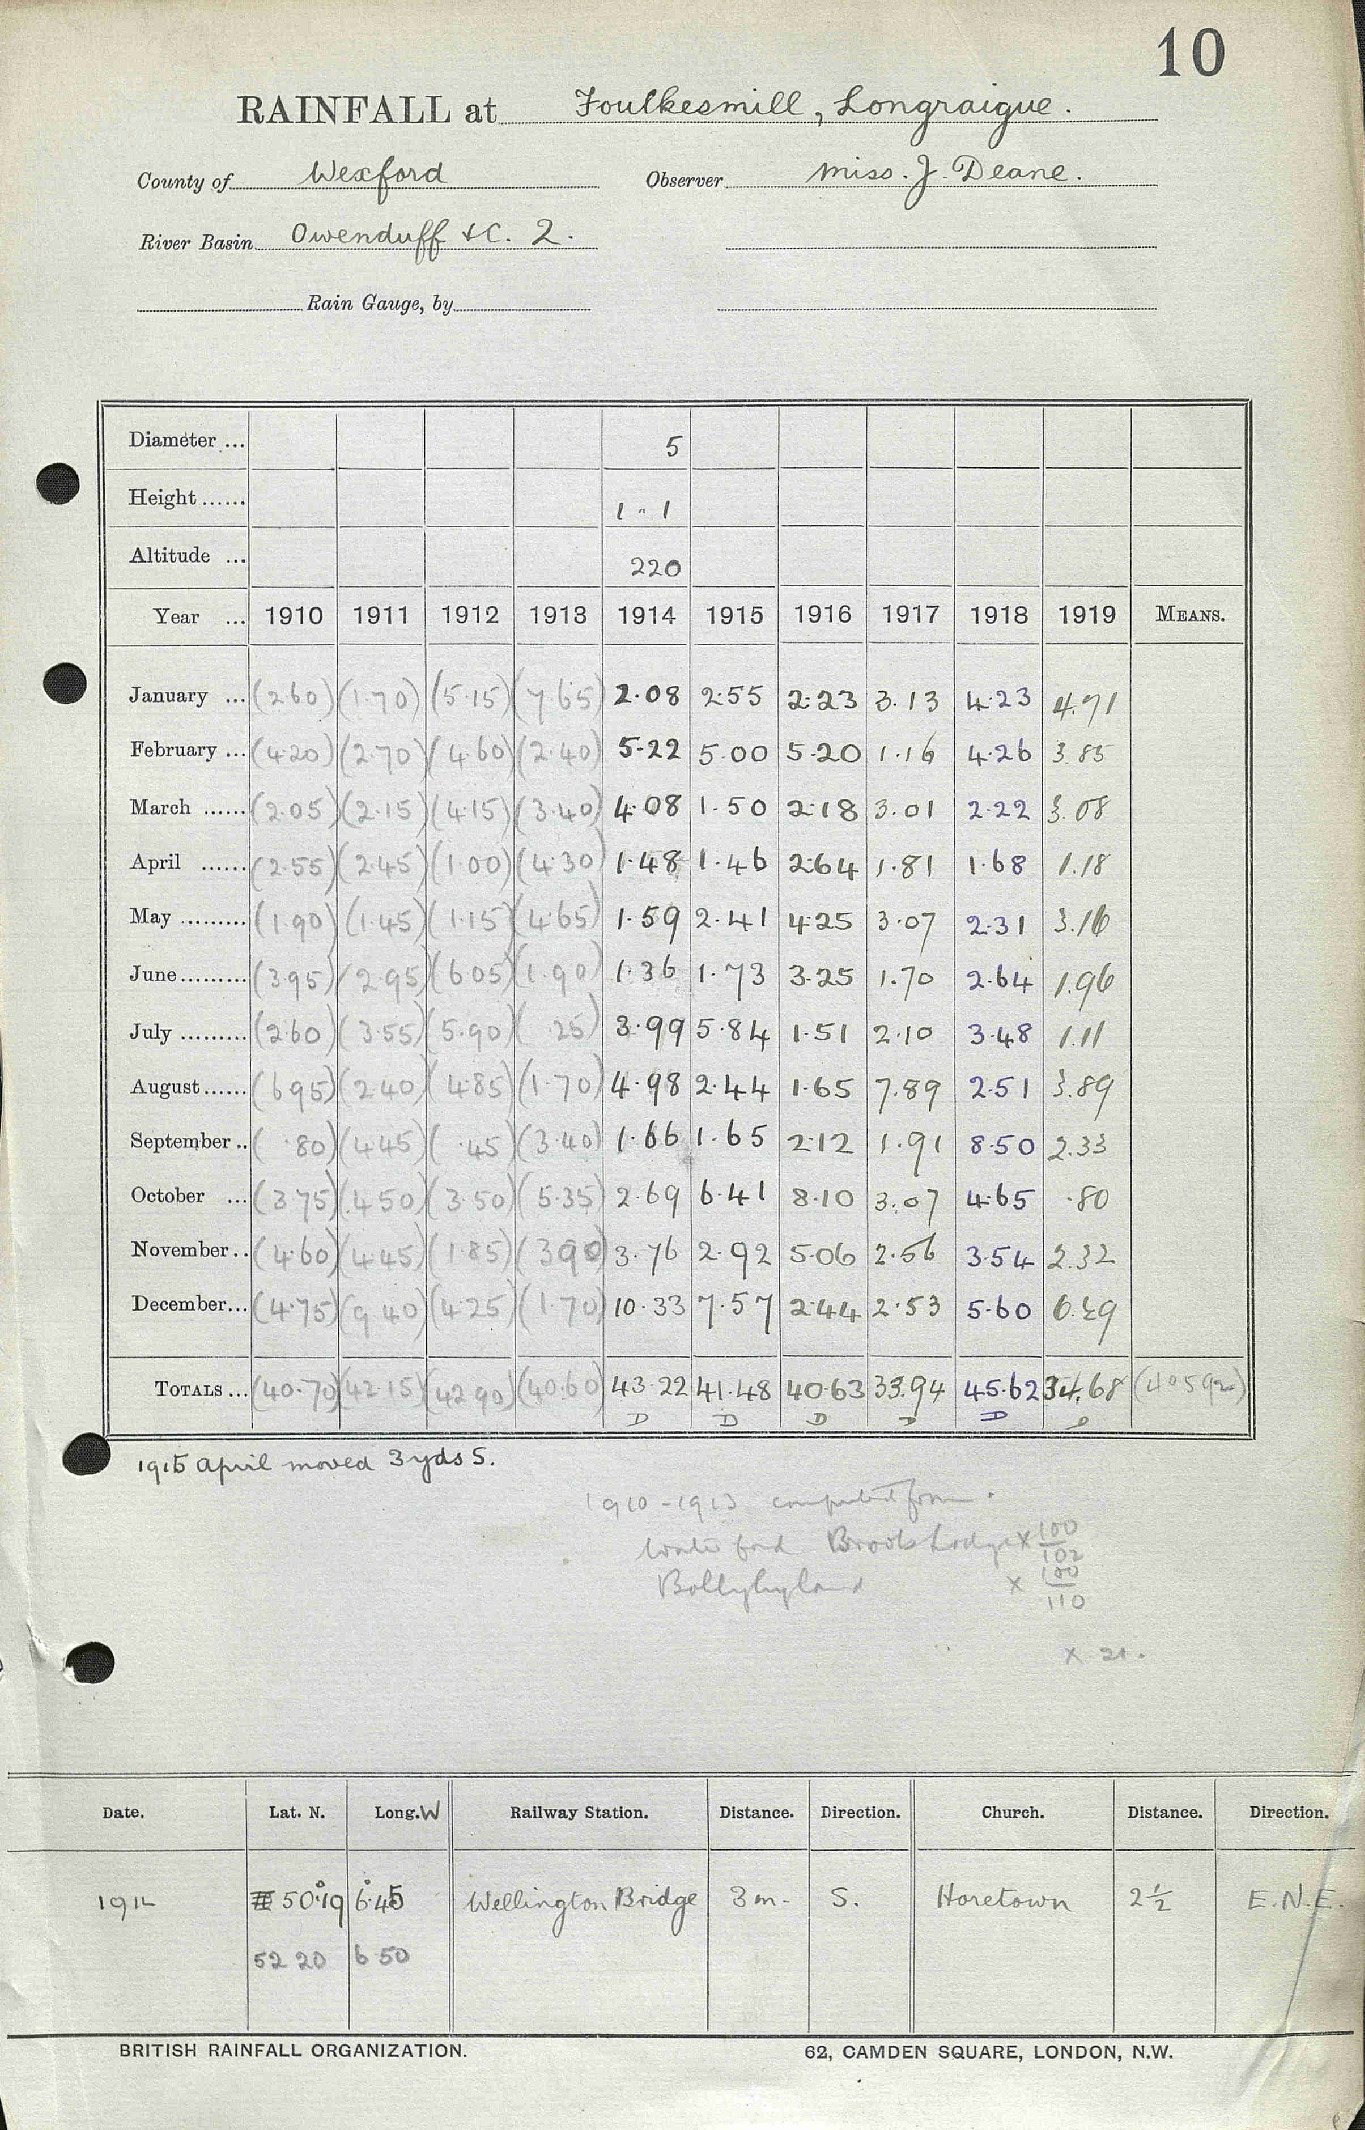 10
RAINFALL at Foulkesmill, Longraigue.
County of Wexford Observer Miss. J. Deane.
River Basin Owenduff &C. 2.
Rain Gauge, by
Diameter ... 5
Height ...... 1 " 1
Altitude ... 220
Year ... 1910 1911 1912 1913 1914 1915 1916 1917 1918 1919 MEANS.
January ... (2.60) (1.70) (5.15) (7.65) 2.08 2.55 2.23 3.13 4.23 4.71
February ... (4.20) (2.70) (4.60) (2.40) 5.22 5.00 5.20 1.16 4.26 3.85
March ...... (2.05) (2.15) (4.15) (3.40) 4.08 1.50 2.18 3.01 2.22 3.08
April ...... (2.55) (2.45) (1.00) (4.30) 1.48 1.46 2.64 1.81 1.68 1.18
May ......... (1.90) (1.45) (1.15) (4.65) 1.59 2.41 4.25 3.07 2.31 3.16
June ......... (3.95) (2.95) (6.05) (1.90) 1.36 1.73 3.25 1.70 2.64 1.96
July ......... (2.60) (3.55) (5.90) (.25) 3.99 5.84 1.51 2.10 3.48 1.11
August ...... (6.95) (2.40) (4.85) (1.70) 4.98 2.44 1.65 7.89 2.51 3.89
September .. (.80) (4.45) (.45) (3.40) 1.66 1.65 2.12 1.91 8.50 2.33
October ... (3.75) (4.50) (3.50) (5.35) 2.69 6.41 8.10 3.07 4.65 .80
November .. (4.60) (4.45) (1.85) (3.90) 3.76 2.92 5.06 2.56 3.54 2.32
December ... (4.75) (9.40) (4.25) (1.70) 10.33 7.57 2.44 2.53 5.60 6.29
TOTALS ... (40.70) (42.15) (42.90) (40.60) 43.22 41.48 40.63 33.94 45.62 34.68 (40592)
D D D D D D
1915 April moved 3 yds S.
1910-1913 computed from.
Waterford Brook Lodge x 100/102
Ballyhyland x 100/110
x 21.
Date. Lat. N. Long. W Railway Station. Distance. Direction. Church. Distance. Direction.
1914 50°19 6°45 Wellington Bridge 3 m. S. Horetown 2½ E.N.E.
52 20 6 50
BRITISH RAINFALL ORGANIZATION. 62, CAMDEN SQUARE, LONDON, N.W.